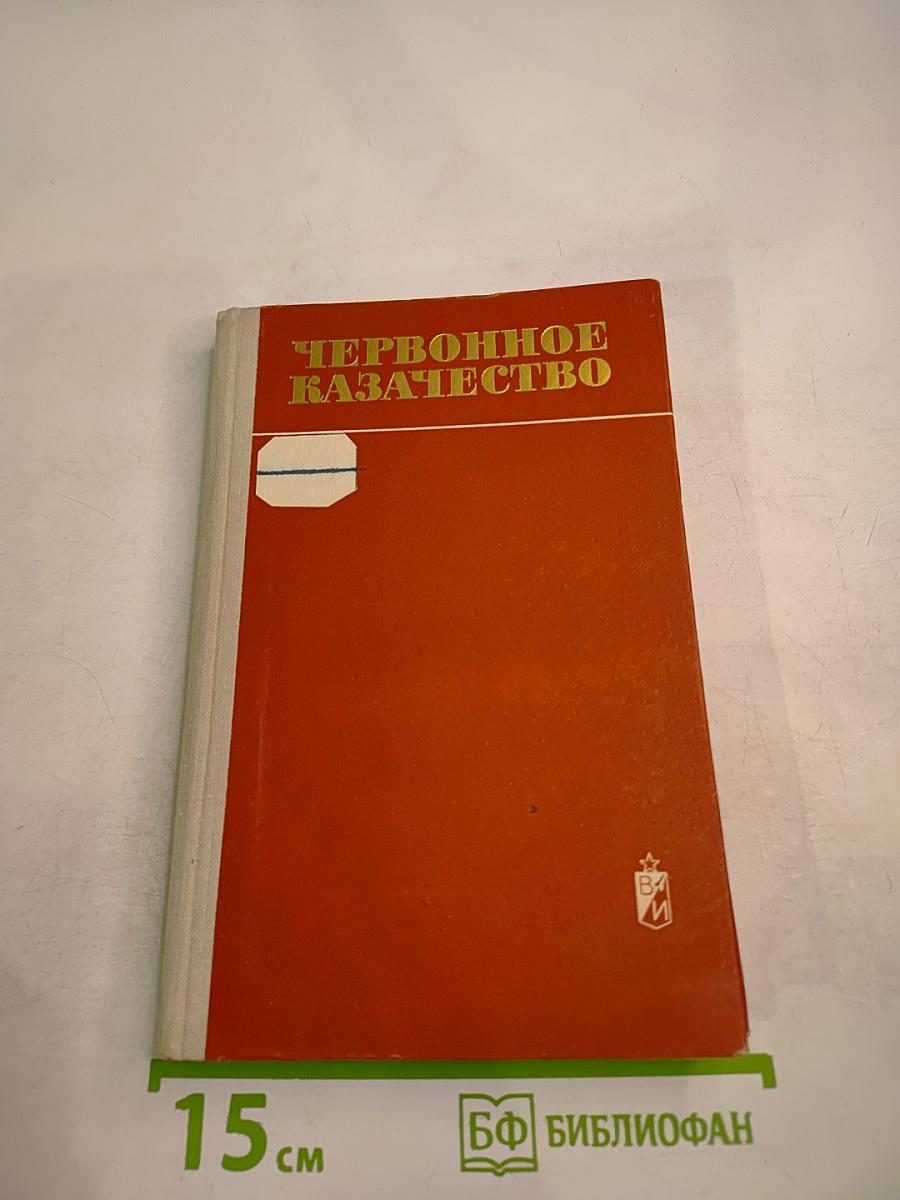 ЧЕРВОННОЕ
КАЗАЧЕСТВО
В
И
15 см
БФ БИБЛИОФАН